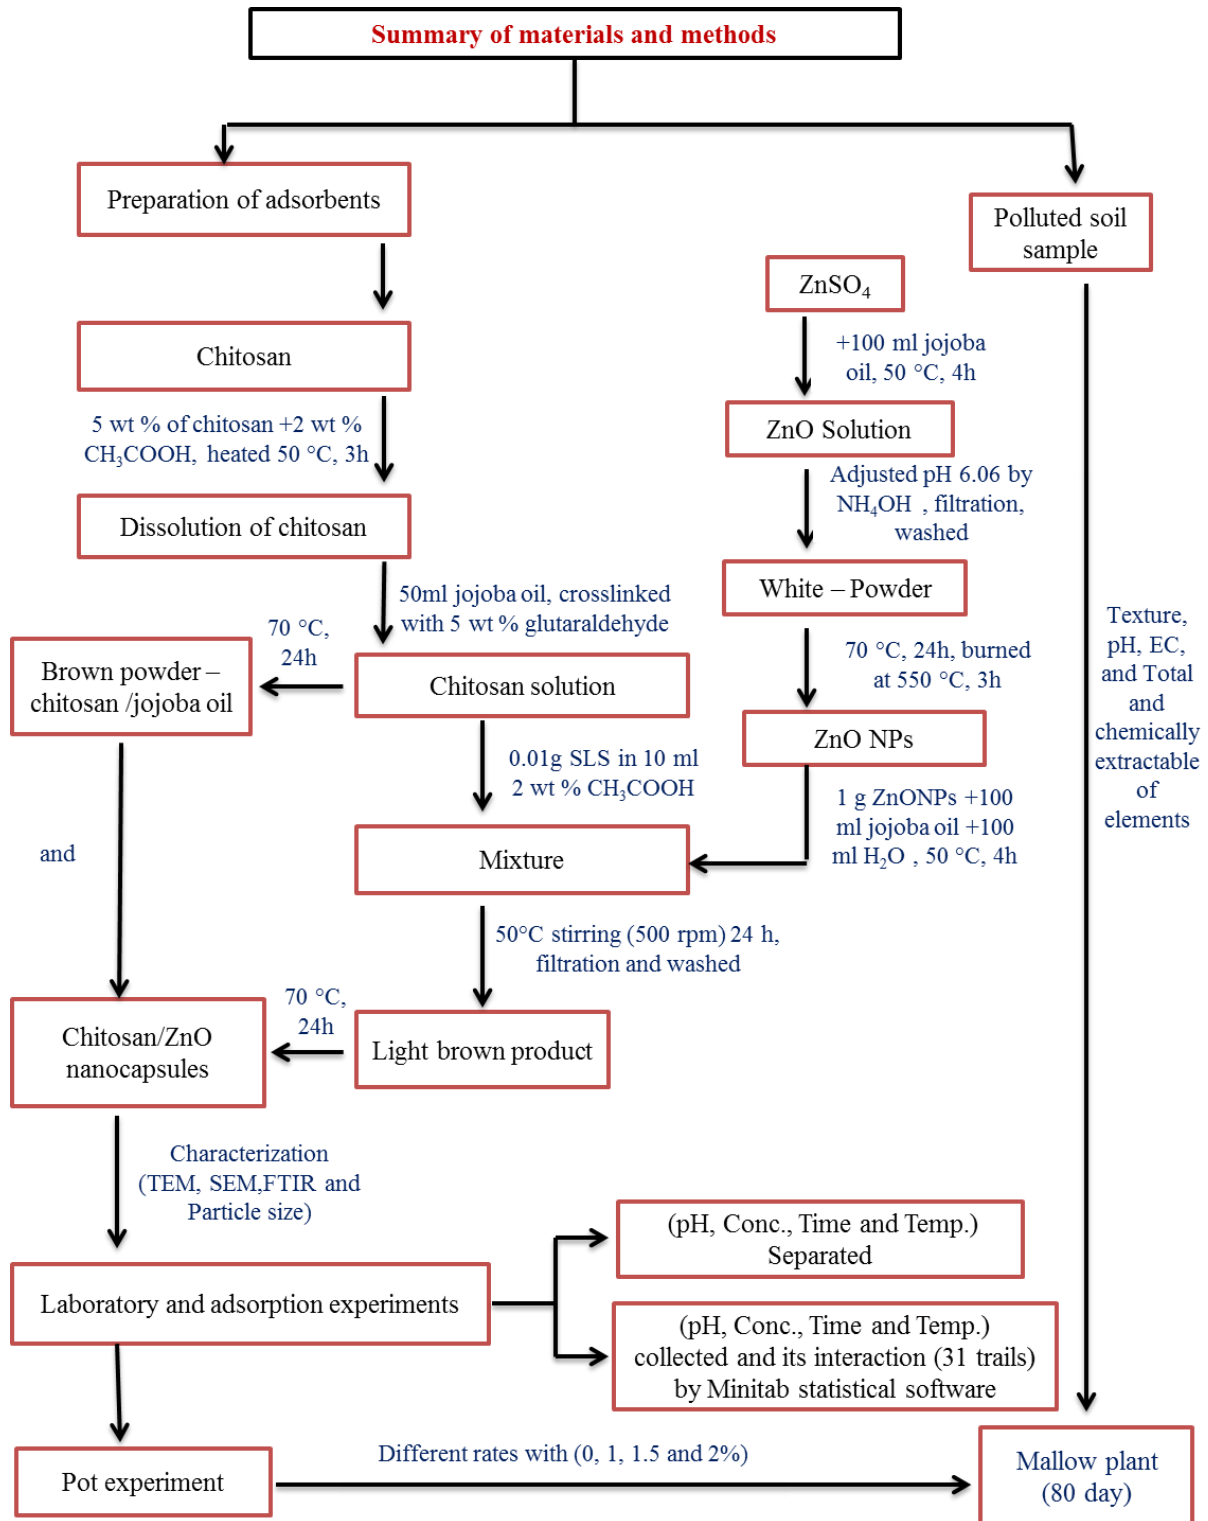 Summary of materials and methods
Preparation of adsorbents
Polluted soil
sample
ZnSO₄
Chitosan
+100 ml jojoba
oil, 50 °C, 4h
5 wt % of chitosan +2 wt %
CH₃COOH, heated 50 °C, 3h
ZnO Solution
Dissolution of chitosan
Adjusted pH 6.06 by
NH₄OH , filtration,
washed
White – Powder
50ml jojoba oil, crosslinked
with 5 wt % glutaraldehyde
70 °C,
24h
Brown powder –
chitosan /jojoba oil
Chitosan solution
70 °C, 24h, burned
at 550 °C, 3h
Texture,
pH, EC,
and Total
and
chemically
extractable
of
elements
ZnO NPs
0.01g SLS in 10 ml
2 wt % CH₃COOH
1 g ZnONPs +100
ml jojoba oil +100
ml H₂O , 50 °C, 4h
and
Mixture
50°C stirring (500 rpm) 24 h,
filtration and washed
70 °C,
24h
Chitosan/ZnO
nanocapsules
Light brown product
Characterization
(TEM, SEM,FTIR and
Particle size)
(pH, Conc., Time and Temp.)
Separated
Laboratory and adsorption experiments
(pH, Conc., Time and Temp.)
collected and its interaction (31 trails)
by Minitab statistical software
Pot experiment
Different rates with (0, 1, 1.5 and 2%)
Mallow plant
(80 day)